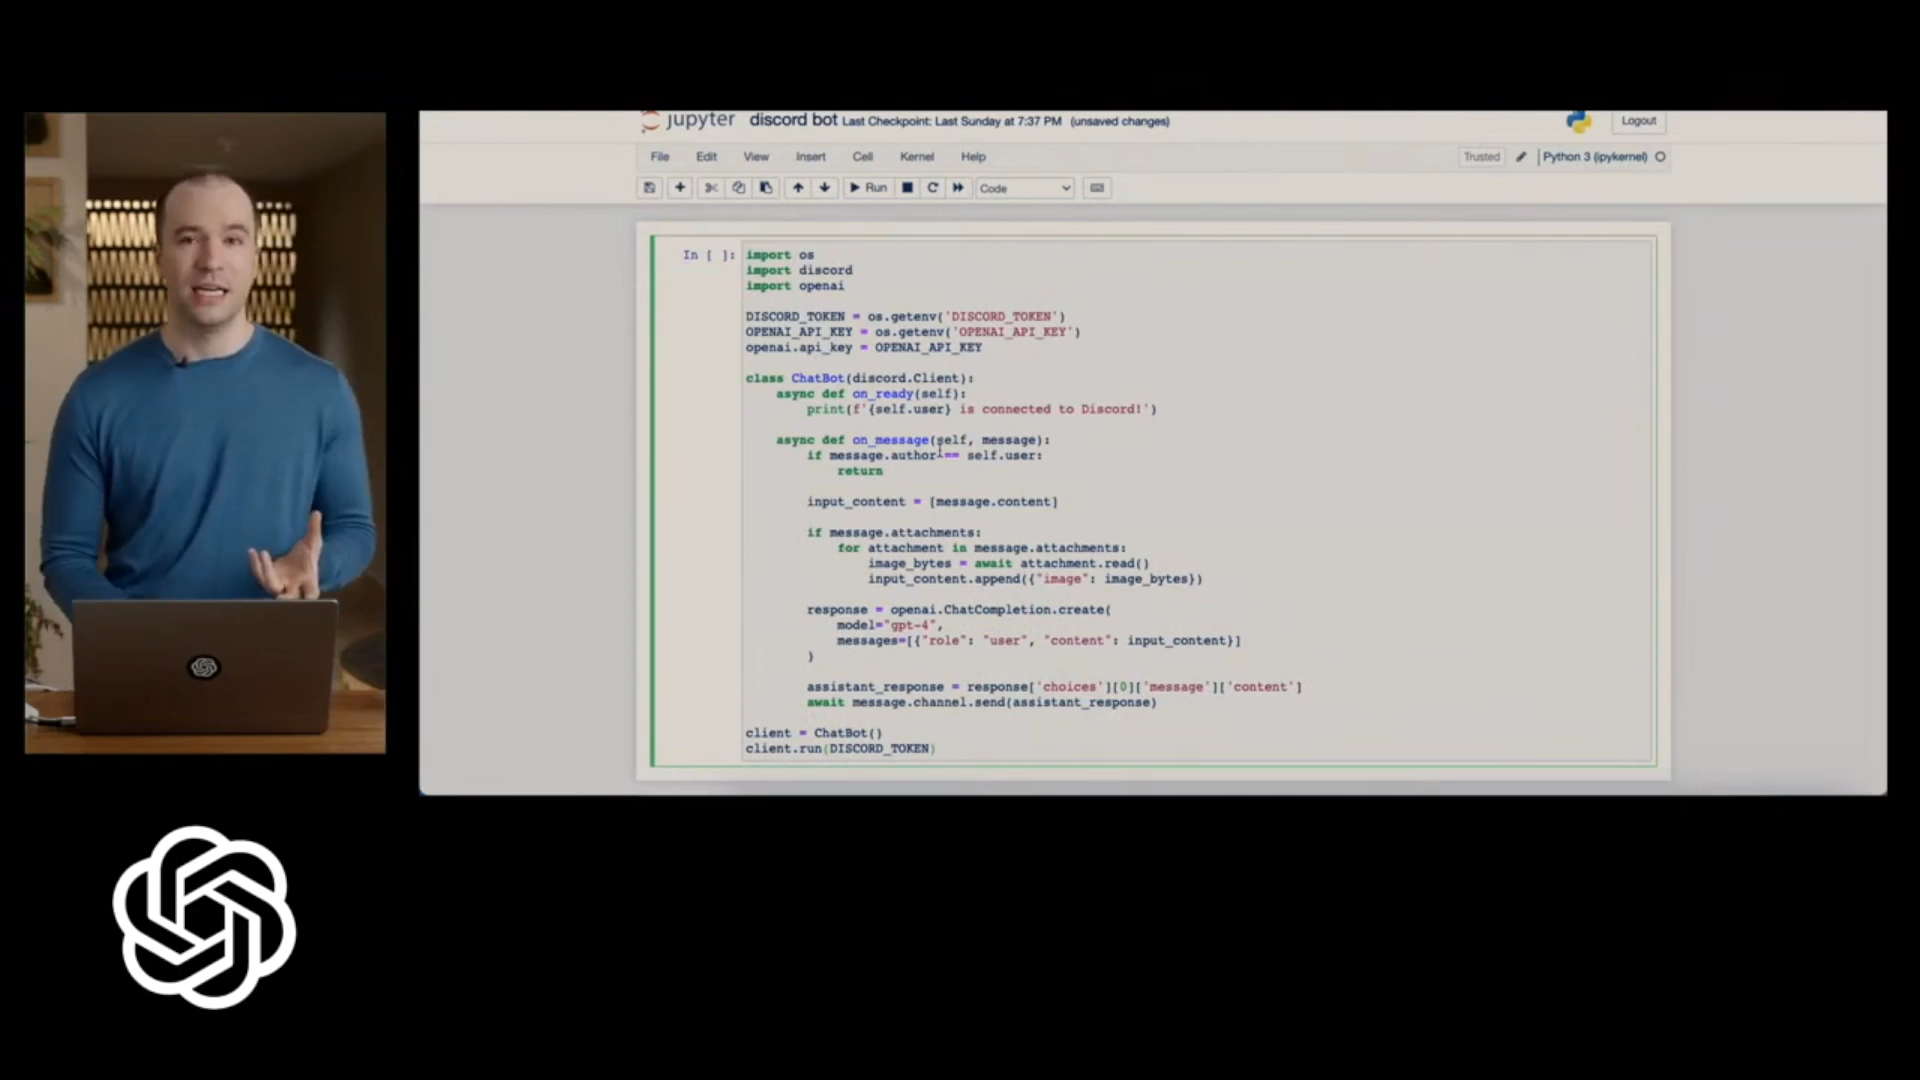 jupyter discord bot Last Checkpoint: Last Sunday at 7:37 PM (unsaved changes)
Logout
File Edit View Insert Cell Kernel Help
Trusted Python 3 (ipykernel)
Run Code
In [ ]:
import os
import discord
import openai
DISCORD_TOKEN = os.getenv('DISCORD_TOKEN')
OPENAI_API_KEY = os.getenv('OPENAI_API_KEY')
openai.api_key = OPENAI_API_KEY
class ChatBot(discord.Client):
async def on_ready(self):
print(f'{self.user} is connected to Discord!')
async def on_message(self, message):
if message.author == self.user:
return
input_content = [message.content]
if message.attachments:
for attachment in message.attachments:
image_bytes = await attachment.read()
input_content.append({"image": image_bytes})
response = openai.ChatCompletion.create(
model="gpt-4",
messages=[{"role": "user", "content": input_content}]
)
assistant_response = response['choices'][0]['message']['content']
await message.channel.send(assistant_response)
client = ChatBot()
client.run(DISCORD_TOKEN)